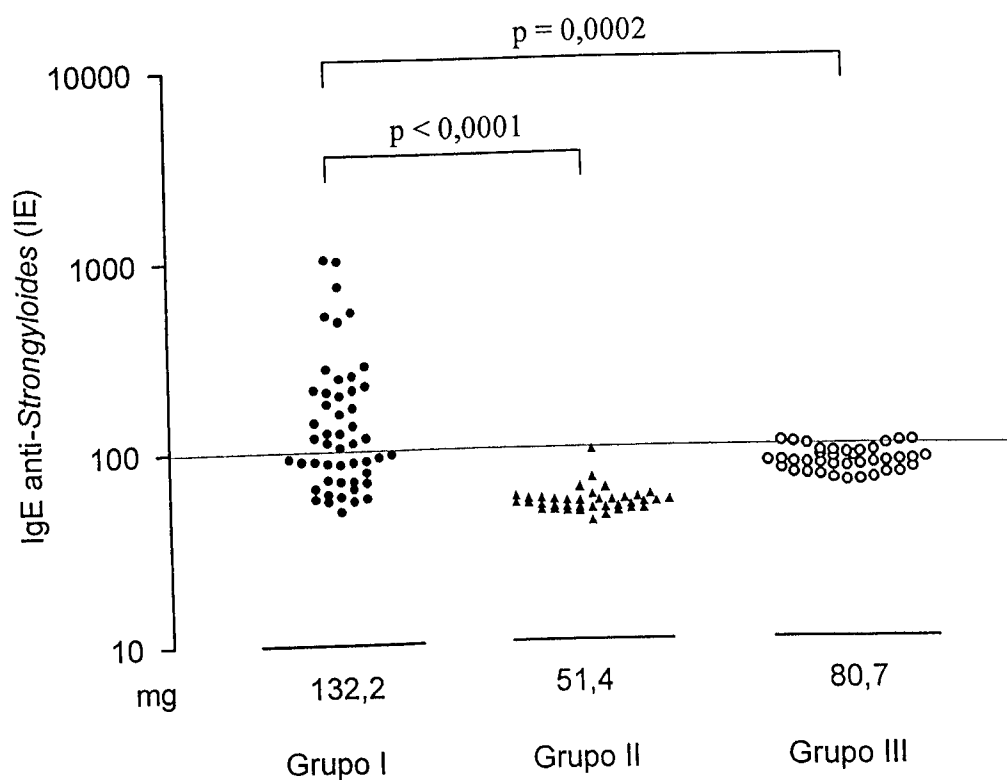 p = 0,0002
10000
p < 0,0001
IgE anti-Strongyloides (IE)
1000
100
10
mg 132,2 51,4 80,7
Grupo I Grupo II Grupo III